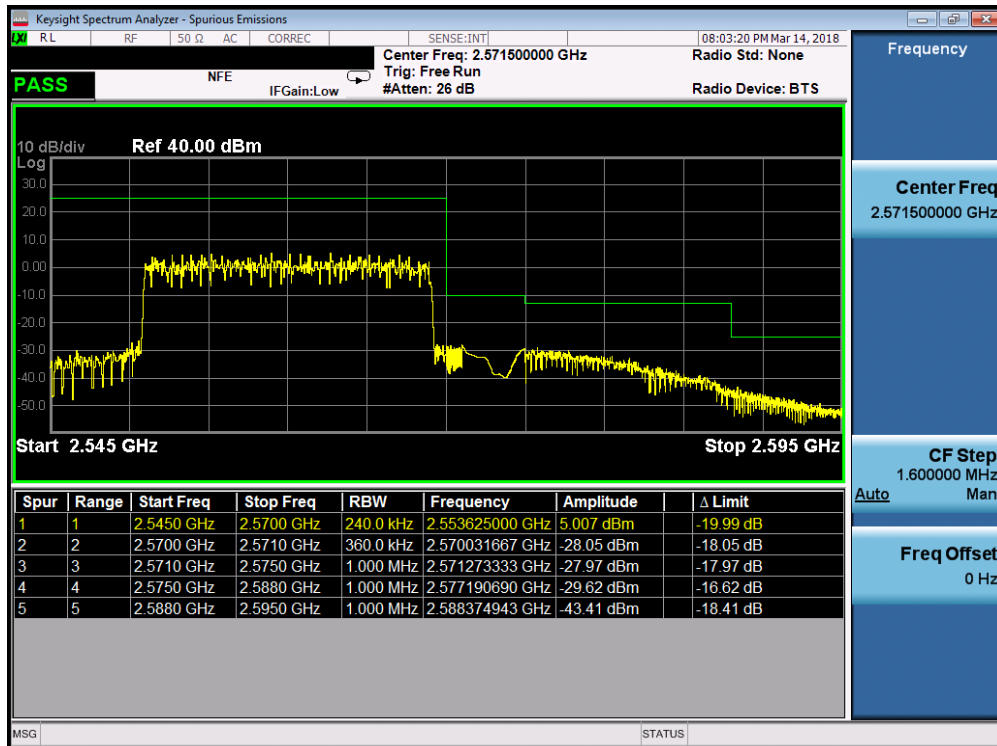 Keysight Spectrum Analyzer - Spurious Emissions
LXI RL RF 50 Ω AC CORREC SENSE:INT 08:03:20 PM Mar 14, 2018
Frequency
Center Freq: 2.571500000 GHz Radio Std: None
PASS NFE Trig: Free Run
IFGain:Low #Atten: 26 dB Radio Device: BTS
10 dB/div Ref 40.00 dBm
Log
30.0
20.0
10.0
0.00
-10.0
-20.0
-30.0
-40.0
-50.0
Start 2.545 GHz Stop 2.595 GHz
Spur Range Start Freq Stop Freq RBW Frequency Amplitude Δ Limit
1 1 2.5450 GHz 2.5700 GHz 240.0 kHz 2.553625000 GHz 5.007 dBm -19.99 dB
2 2 2.5700 GHz 2.5710 GHz 360.0 kHz 2.570031667 GHz -28.05 dBm -18.05 dB
3 3 2.5710 GHz 2.5750 GHz 1.000 MHz 2.571273333 GHz -27.97 dBm -17.97 dB
4 4 2.5750 GHz 2.5880 GHz 1.000 MHz 2.577190690 GHz -29.62 dBm -16.62 dB
5 5 2.5880 GHz 2.5950 GHz 1.000 MHz 2.588374943 GHz -43.41 dBm -18.41 dB
Center Freq
2.571500000 GHz
CF Step
1.600000 MHz
Auto Man
Freq Offset
0 Hz
MSG STATUS